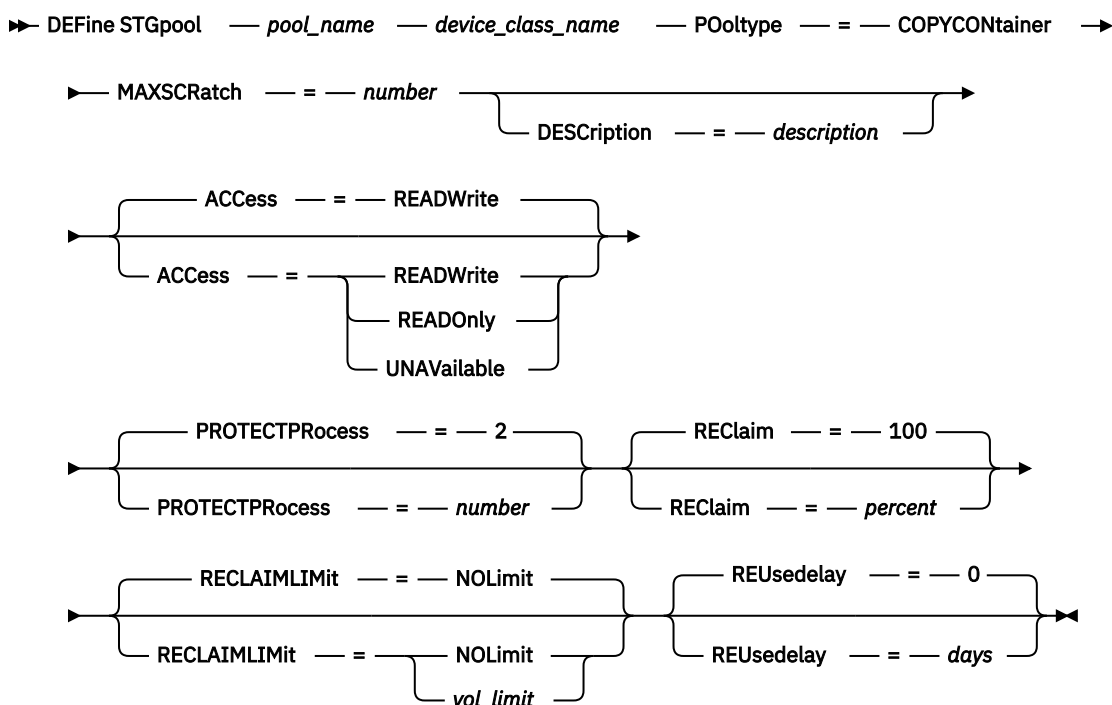 DEFine STGpool pool_name device_class_name POoltype = COPYCONtainer
MAXSCRatch = number
DESCription = description
ACCess = READWrite
ACCess = READWrite
READOnly
UNAVailable
PROTECTPRocess = 2 REClaim = 100
PROTECTPRocess = number REClaim = percent
RECLAIMLIMit = NOLimit REUsedelay = 0
RECLAIMLIMit = NOLimit REUsedelay = days
vol_limit